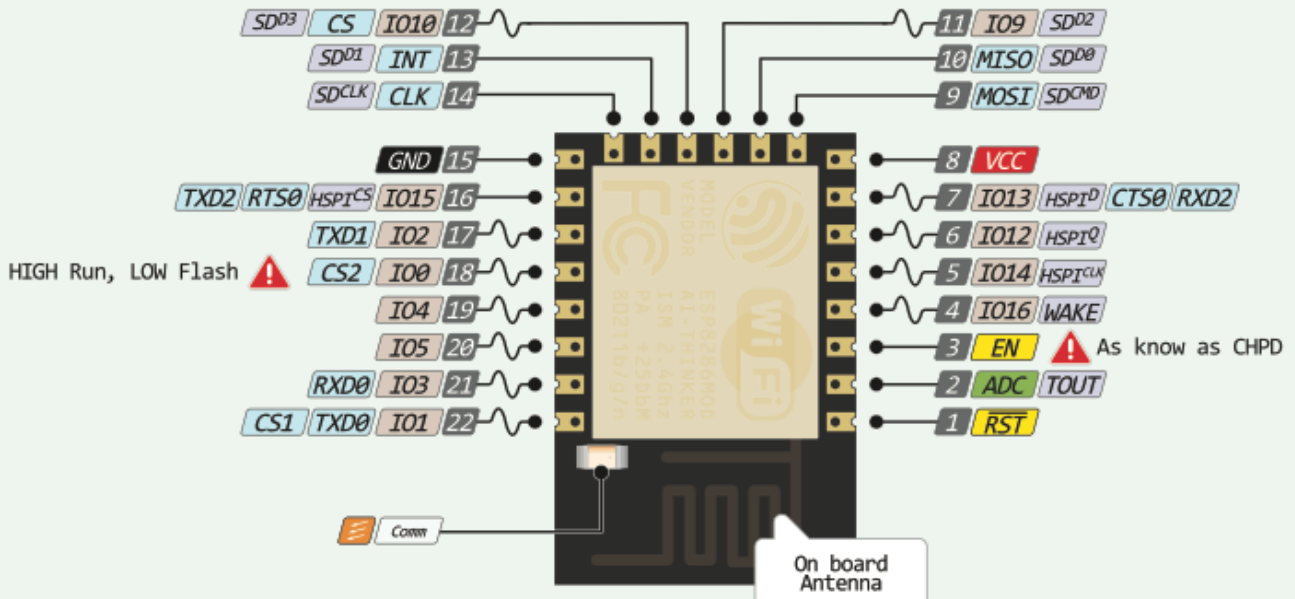 SDD3 CS IO10 12
11 IO9 SDD2
SDD1 INT 13
10 MISO SDD0
SDCLK CLK 14
9 MOSI SDCMD
GND 15
8 VCC
TXD2 RTS0 HSPICS IO15 16
7 IO13 HSPID CTS0 RXD2
TXD1 IO2 17
6 IO12 HSPIQ
HIGH Run, LOW Flash CS2 IO0 18
5 IO14 HSPICLK
IO4 19
4 IO16 WAKE
IO5 20
3 EN As know as CHPD
RXD0 IO3 21
2 ADC TOUT
CS1 TXD0 IO1 22
1 RST
FC
MODEL ESP8266MOD
VENDOR AI-THINKER
ISM 2.4GHz
PA +25dBm
802.11b/g/n
WiFi
Comm
On board
Antenna